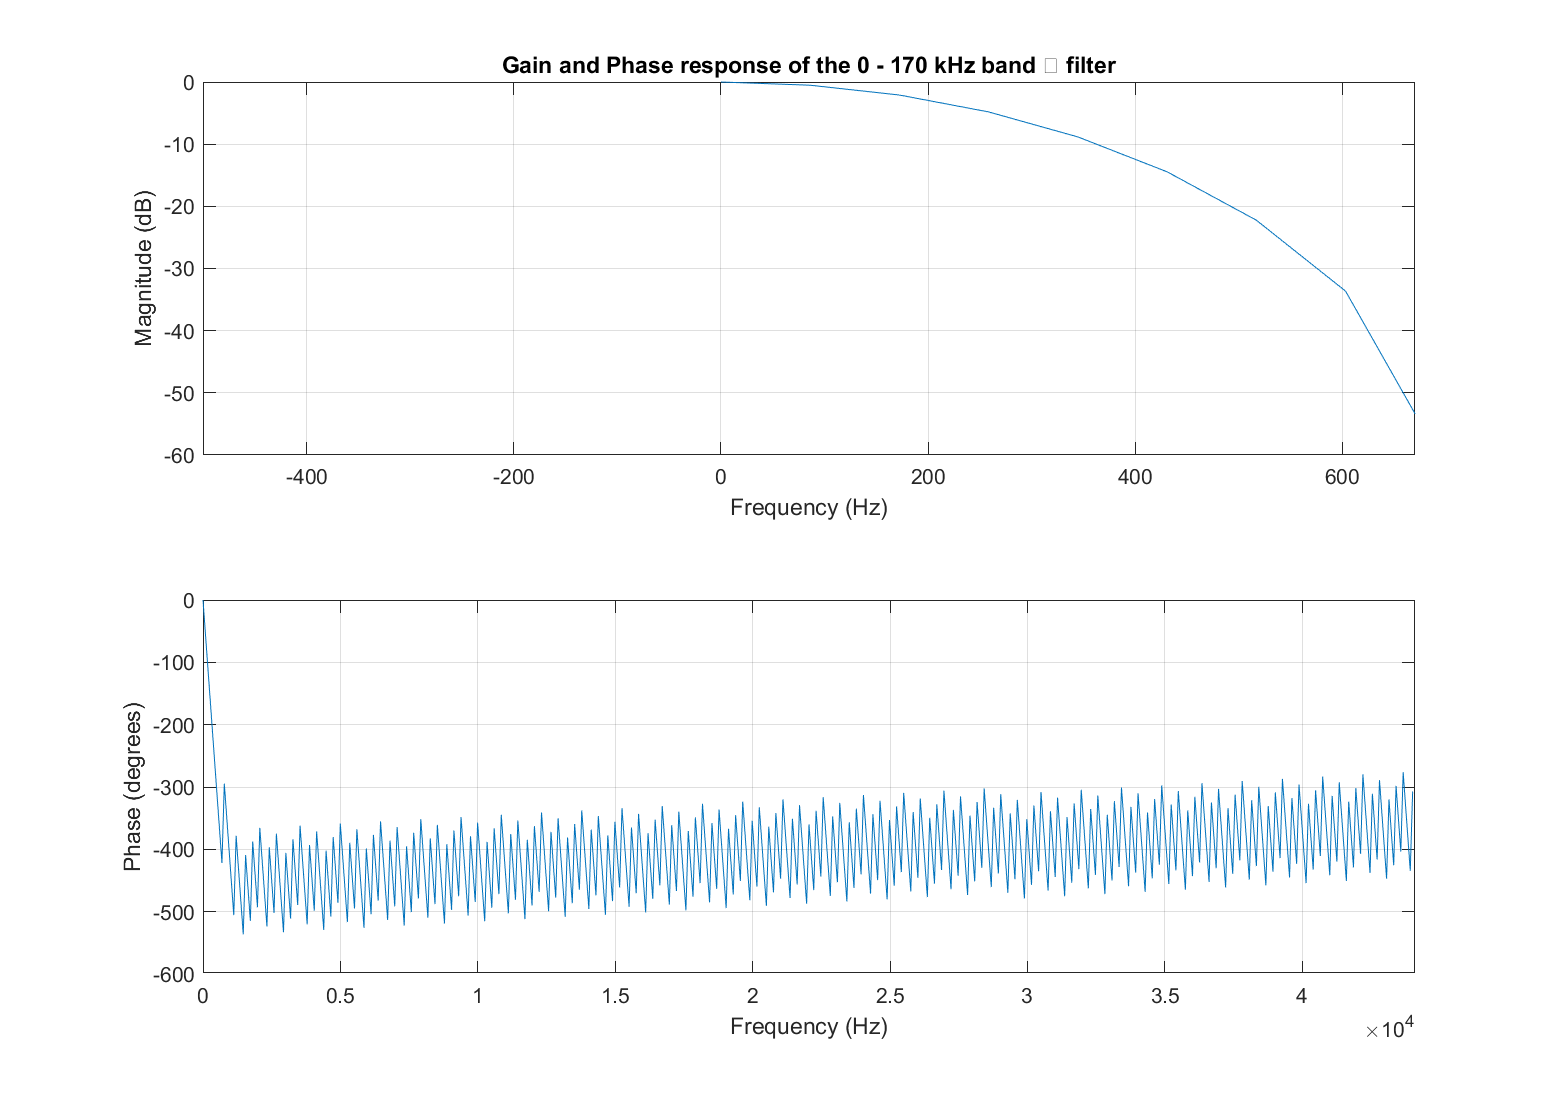 Gain and Phase response of the 0 - 170 kHz band □ filter
0
-10
-20
-30
-40
-50
-60
Magnitude (dB)
-400 -200 0 200 400 600
Frequency (Hz)
0
-100
-200
-300
-400
-500
-600
Phase (degrees)
0 0.5 1 1.5 2 2.5 3 3.5 4
Frequency (Hz)
×10⁴